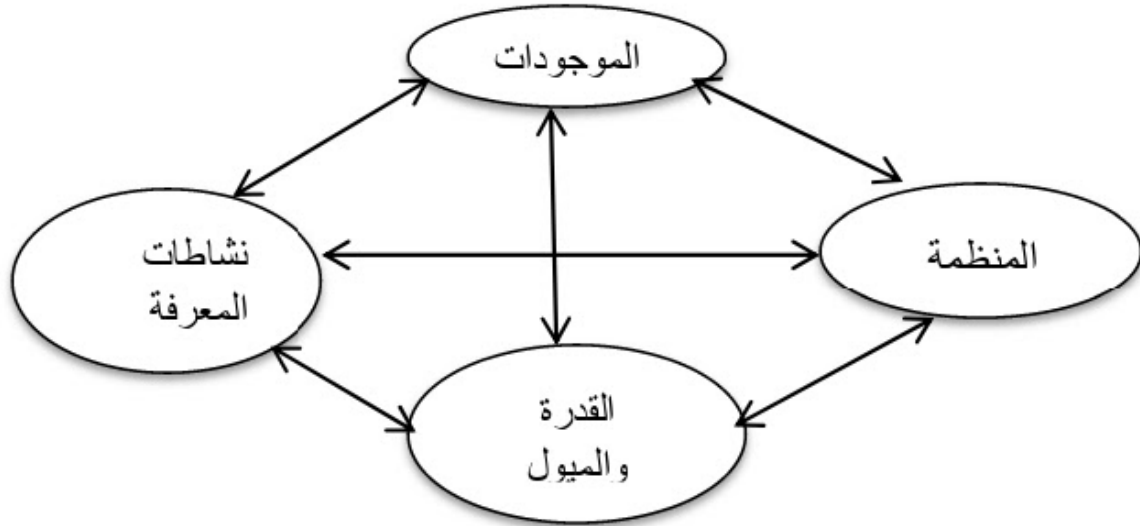 الموجودات
المنظمة
نشاطات
المعرفة
القدرة
والميول